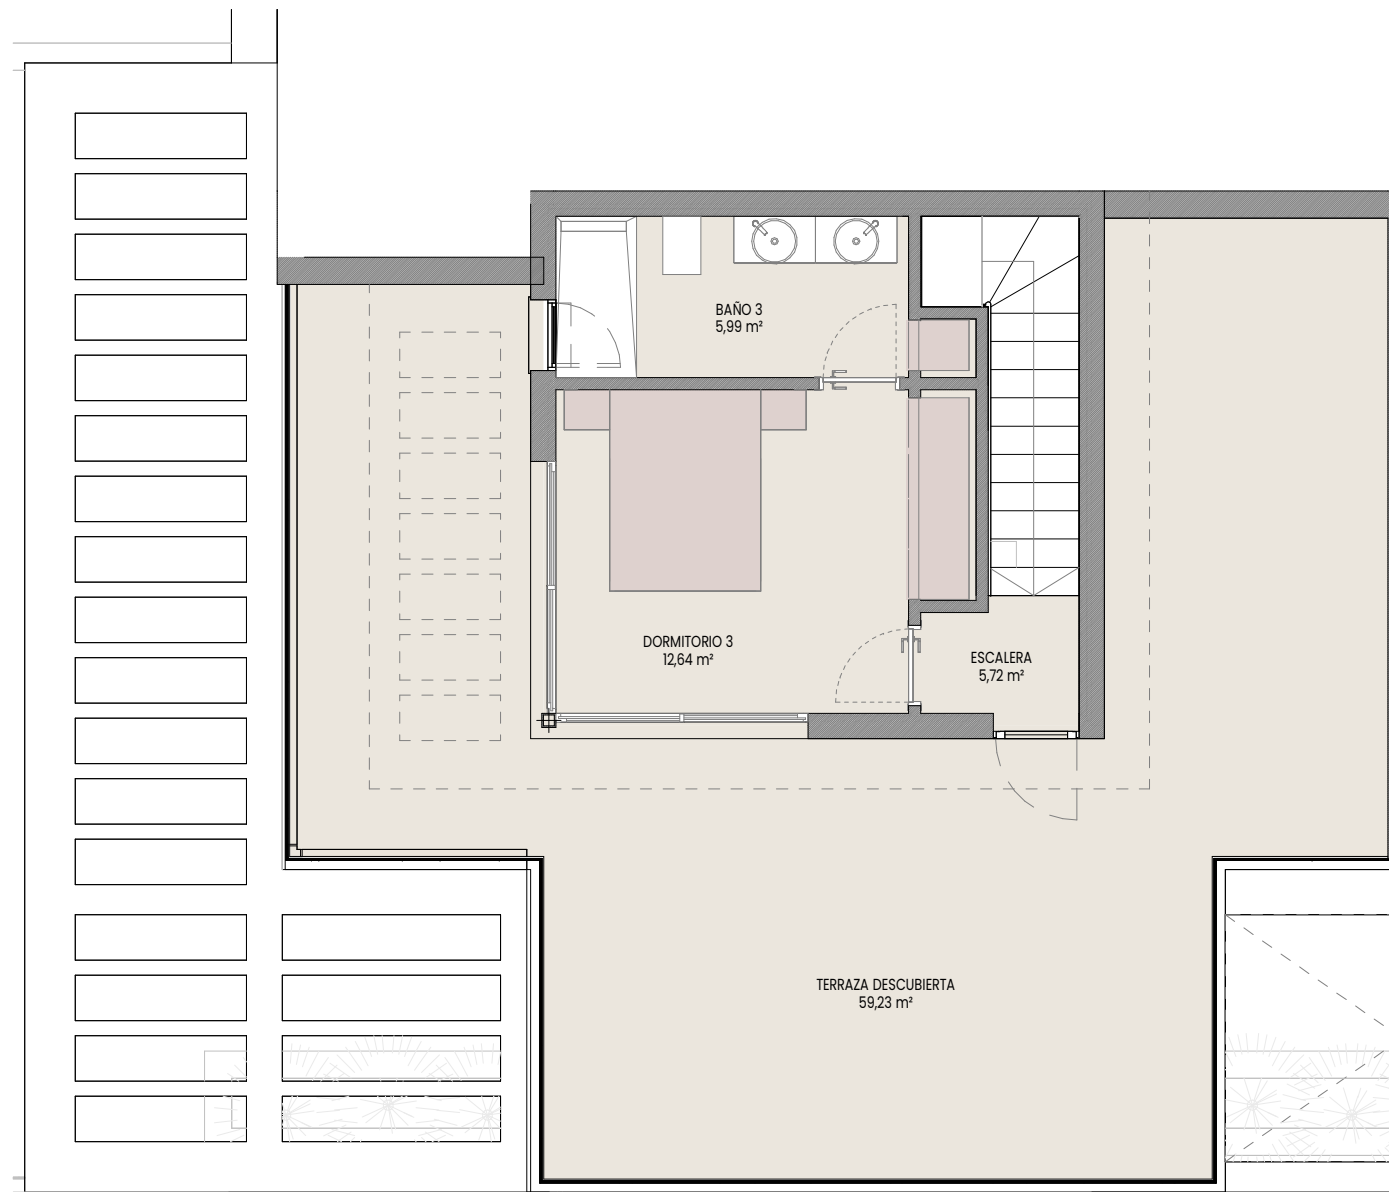 BAÑO 3
5,99 m²
DORMITORIO 3
12,64 m²
ESCALERA
5,72 m²
TERRAZA DESCUBIERTA
59,23 m²